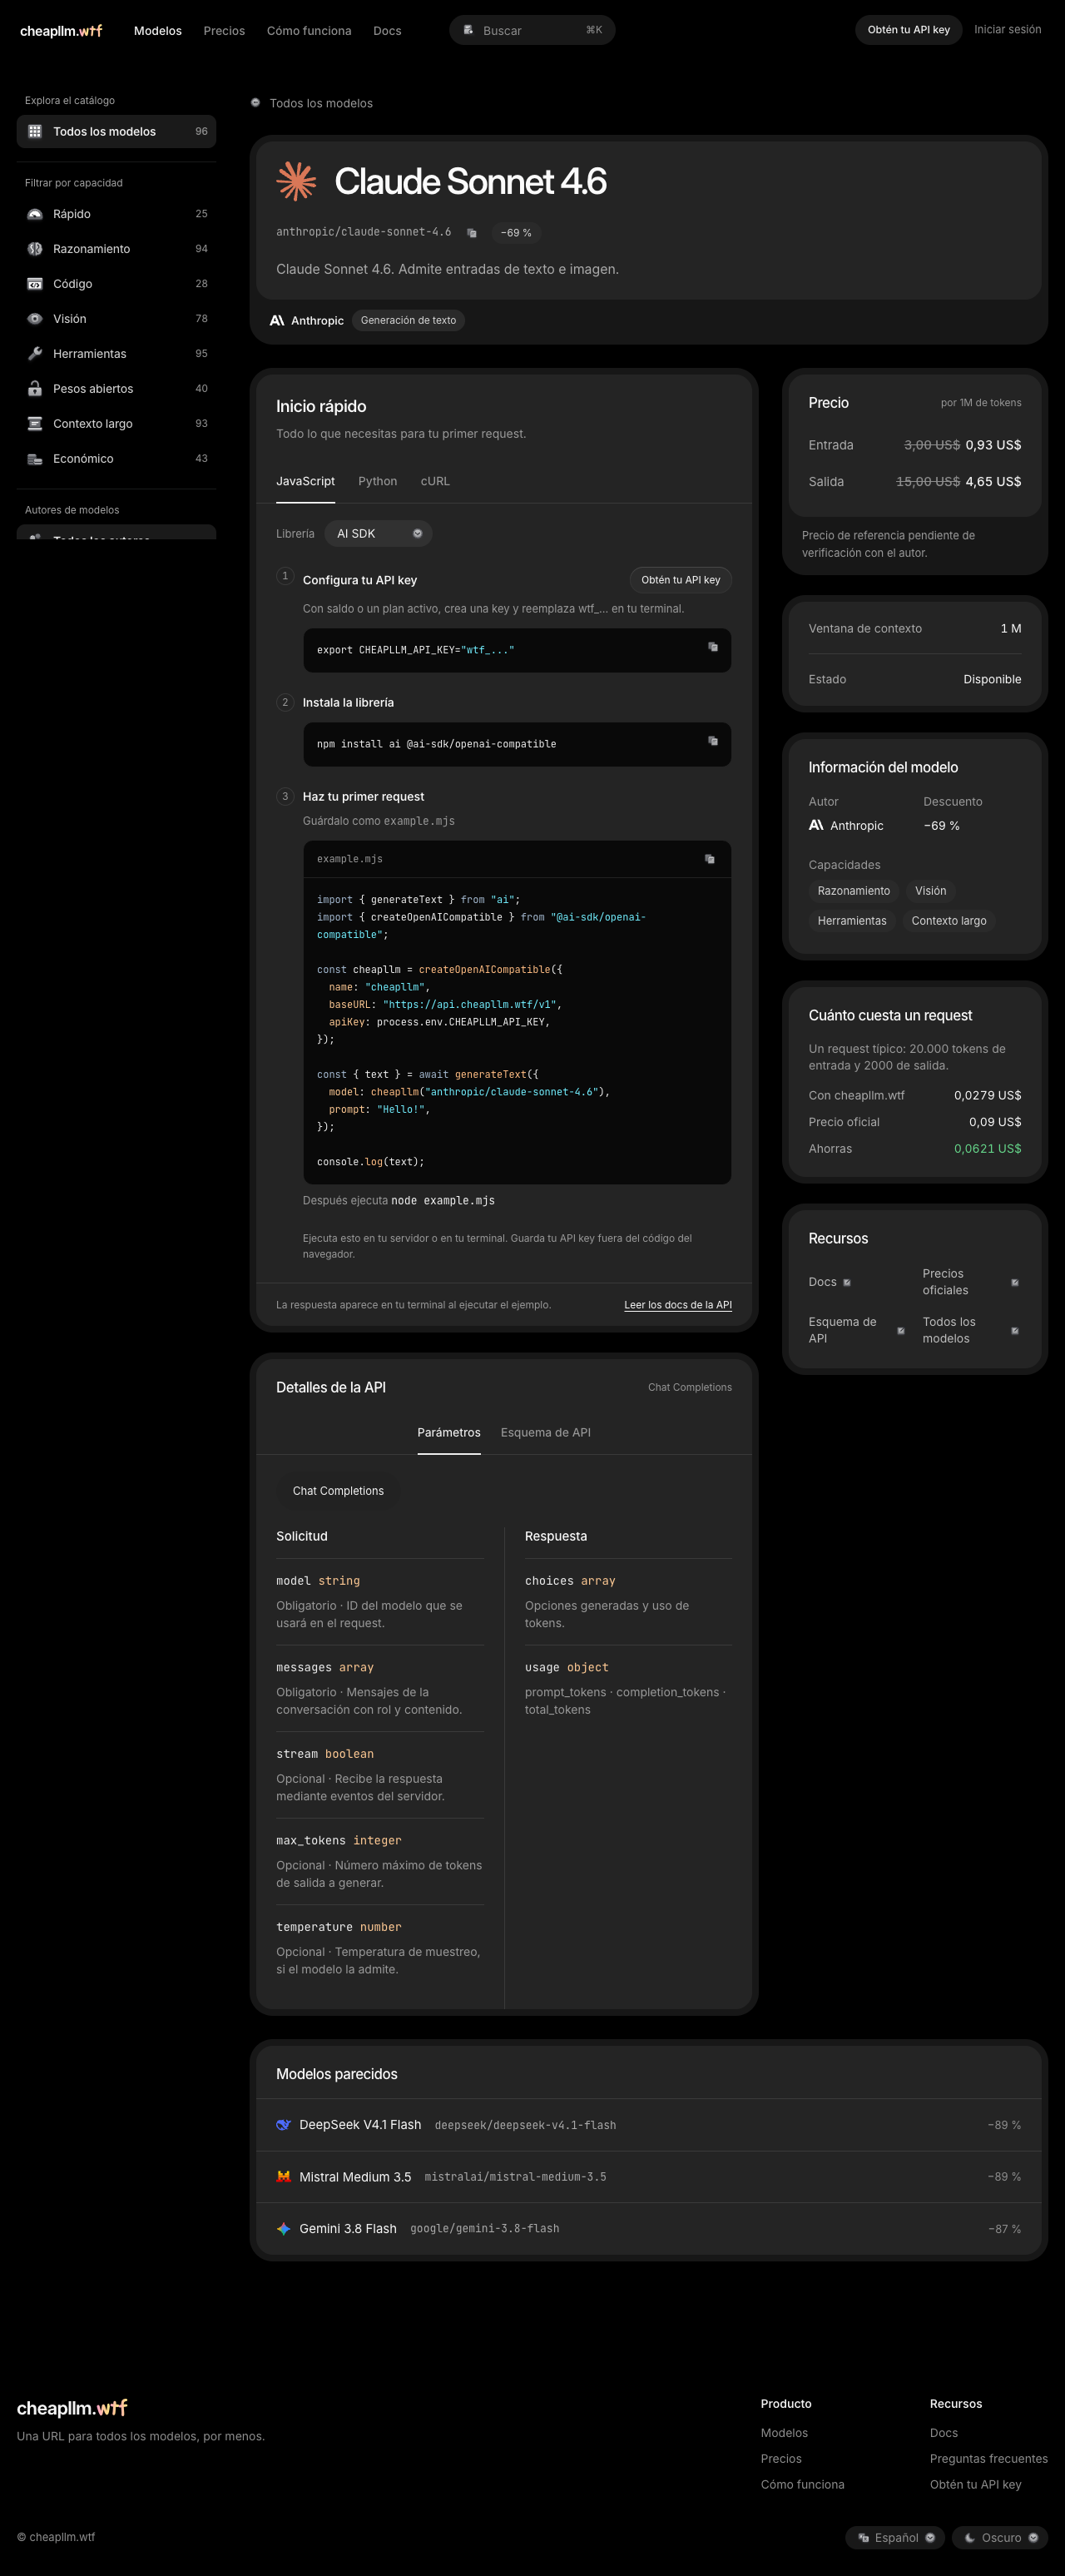 cheapllm.wtf
Modelos
Precios
Cómo funciona
Docs
Buscar
⌘K
Obtén tu API key
Iniciar sesión
Explora el catálogo
Todos los modelos 96
Filtrar por capacidad
Rápido 25
Razonamiento 94
Código 28
Visión 78
Herramientas 95
Pesos abiertos 40
Contexto largo 93
Económico 43
Autores de modelos
Todos los modelos
Claude Sonnet 4.6
anthropic/claude-sonnet-4.6
−69 %
Claude Sonnet 4.6. Admite entradas de texto e imagen.
Anthropic
Generación de texto
Inicio rápido
Todo lo que necesitas para tu primer request.
JavaScript Python cURL
Librería AI SDK
1 Configura tu API key
Obtén tu API key
Con saldo o un plan activo, crea una key y reemplaza wtf_... en tu terminal.
export CHEAPLLM_API_KEY="wtf_..."
2 Instala la librería
npm install ai @ai-sdk/openai-compatible
3 Haz tu primer request
Guárdalo como example.mjs
example.mjs
import { generateText } from "ai";
import { createOpenAICompatible } from "@ai-sdk/openai-
compatible";
const cheapllm = createOpenAICompatible({
name: "cheapllm",
baseURL: "https://api.cheapllm.wtf/v1",
apiKey: process.env.CHEAPLLM_API_KEY,
});
const { text } = await generateText({
model: cheapllm("anthropic/claude-sonnet-4.6"),
prompt: "Hello!",
});
console.log(text);
Después ejecuta node example.mjs
Ejecuta esto en tu servidor o en tu terminal. Guarda tu API key fuera del código del
navegador.
La respuesta aparece en tu terminal al ejecutar el ejemplo.
Leer los docs de la API
Precio
por 1M de tokens
Entrada 3,00 US$ 0,93 US$
Salida 15,00 US$ 4,65 US$
Precio de referencia pendiente de
verificación con el autor.
Ventana de contexto 1 M
Estado Disponible
Información del modelo
Autor Descuento
Anthropic −69 %
Capacidades
Razonamiento Visión
Herramientas Contexto largo
Cuánto cuesta un request
Un request típico: 20.000 tokens de
entrada y 2000 de salida.
Con cheapllm.wtf 0,0279 US$
Precio oficial 0,09 US$
Ahorras 0,0621 US$
Recursos
Docs
Precios
oficiales
Esquema de
API
Todos los
modelos
Detalles de la API
Chat Completions
Parámetros Esquema de API
Chat Completions
Solicitud
model string
Obligatorio · ID del modelo que se
usará en el request.
messages array
Obligatorio · Mensajes de la
conversación con rol y contenido.
stream boolean
Opcional · Recibe la respuesta
mediante eventos del servidor.
max_tokens integer
Opcional · Número máximo de tokens
de salida a generar.
temperature number
Opcional · Temperatura de muestreo,
si el modelo la admite.
Respuesta
choices array
Opciones generadas y uso de
tokens.
usage object
prompt_tokens · completion_tokens ·
total_tokens
Modelos parecidos
DeepSeek V4.1 Flash deepseek/deepseek-v4.1-flash −89 %
Mistral Medium 3.5 mistralai/mistral-medium-3.5 −89 %
Gemini 3.8 Flash google/gemini-3.8-flash −87 %
cheapllm.wtf
Una URL para todos los modelos, por menos.
Producto
Modelos
Precios
Cómo funciona
Recursos
Docs
Preguntas frecuentes
Obtén tu API key
© cheapllm.wtf
Español
Oscuro